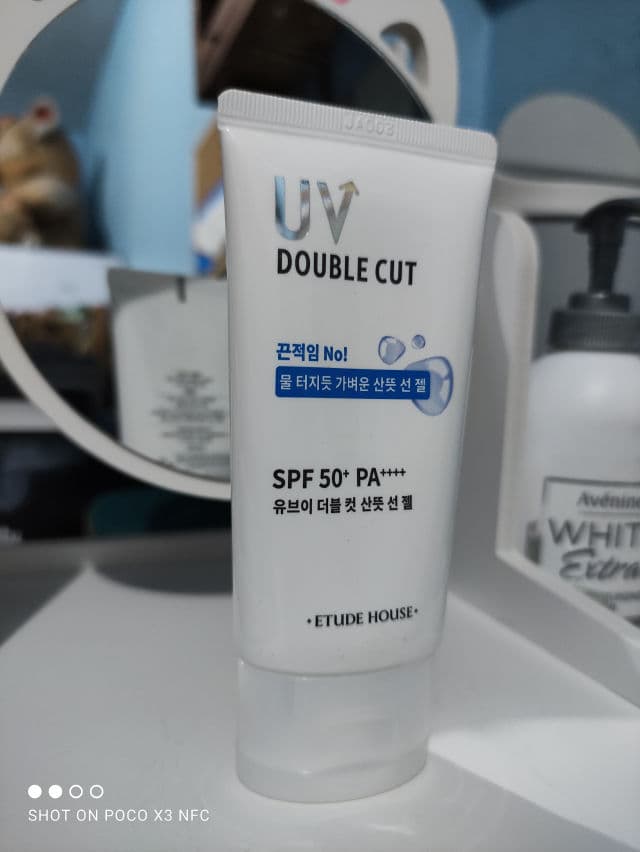 UV
DOUBLE CUT
끈적임 No!
물 터지듯 가벼운 산뜻 선 젤
SPF 50+ PA++++
유브이 더블 컷 산뜻 선 젤
•ETUDE HOUSE•
Avénine
WHIT
Extra
SHOT ON POCO X3 NFC